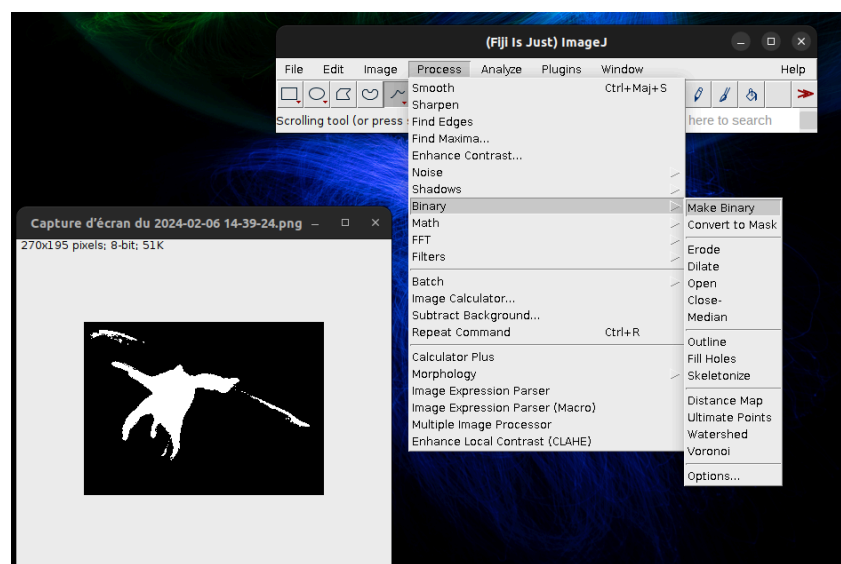 (Fiji Is Just) ImageJ
File Edit Image Process Analyze Plugins Window Help
Scrolling tool (or press
here to search
Smooth Ctrl+Maj+S
Sharpen
Find Edges
Find Maxima...
Enhance Contrast...
Noise
Shadows
Binary
Math
FFT
Filters
Batch
Image Calculator...
Subtract Background...
Repeat Command Ctrl+R
Calculator Plus
Morphology
Image Expression Parser
Image Expression Parser (Macro)
Multiple Image Processor
Enhance Local Contrast (CLAHE)
Make Binary
Convert to Mask
Erode
Dilate
Open
Close-
Median
Outline
Fill Holes
Skeletonize
Distance Map
Ultimate Points
Watershed
Voronoi
Options...
Capture d'écran du 2024-02-06 14-39-24.png
270x195 pixels; 8-bit; 51K